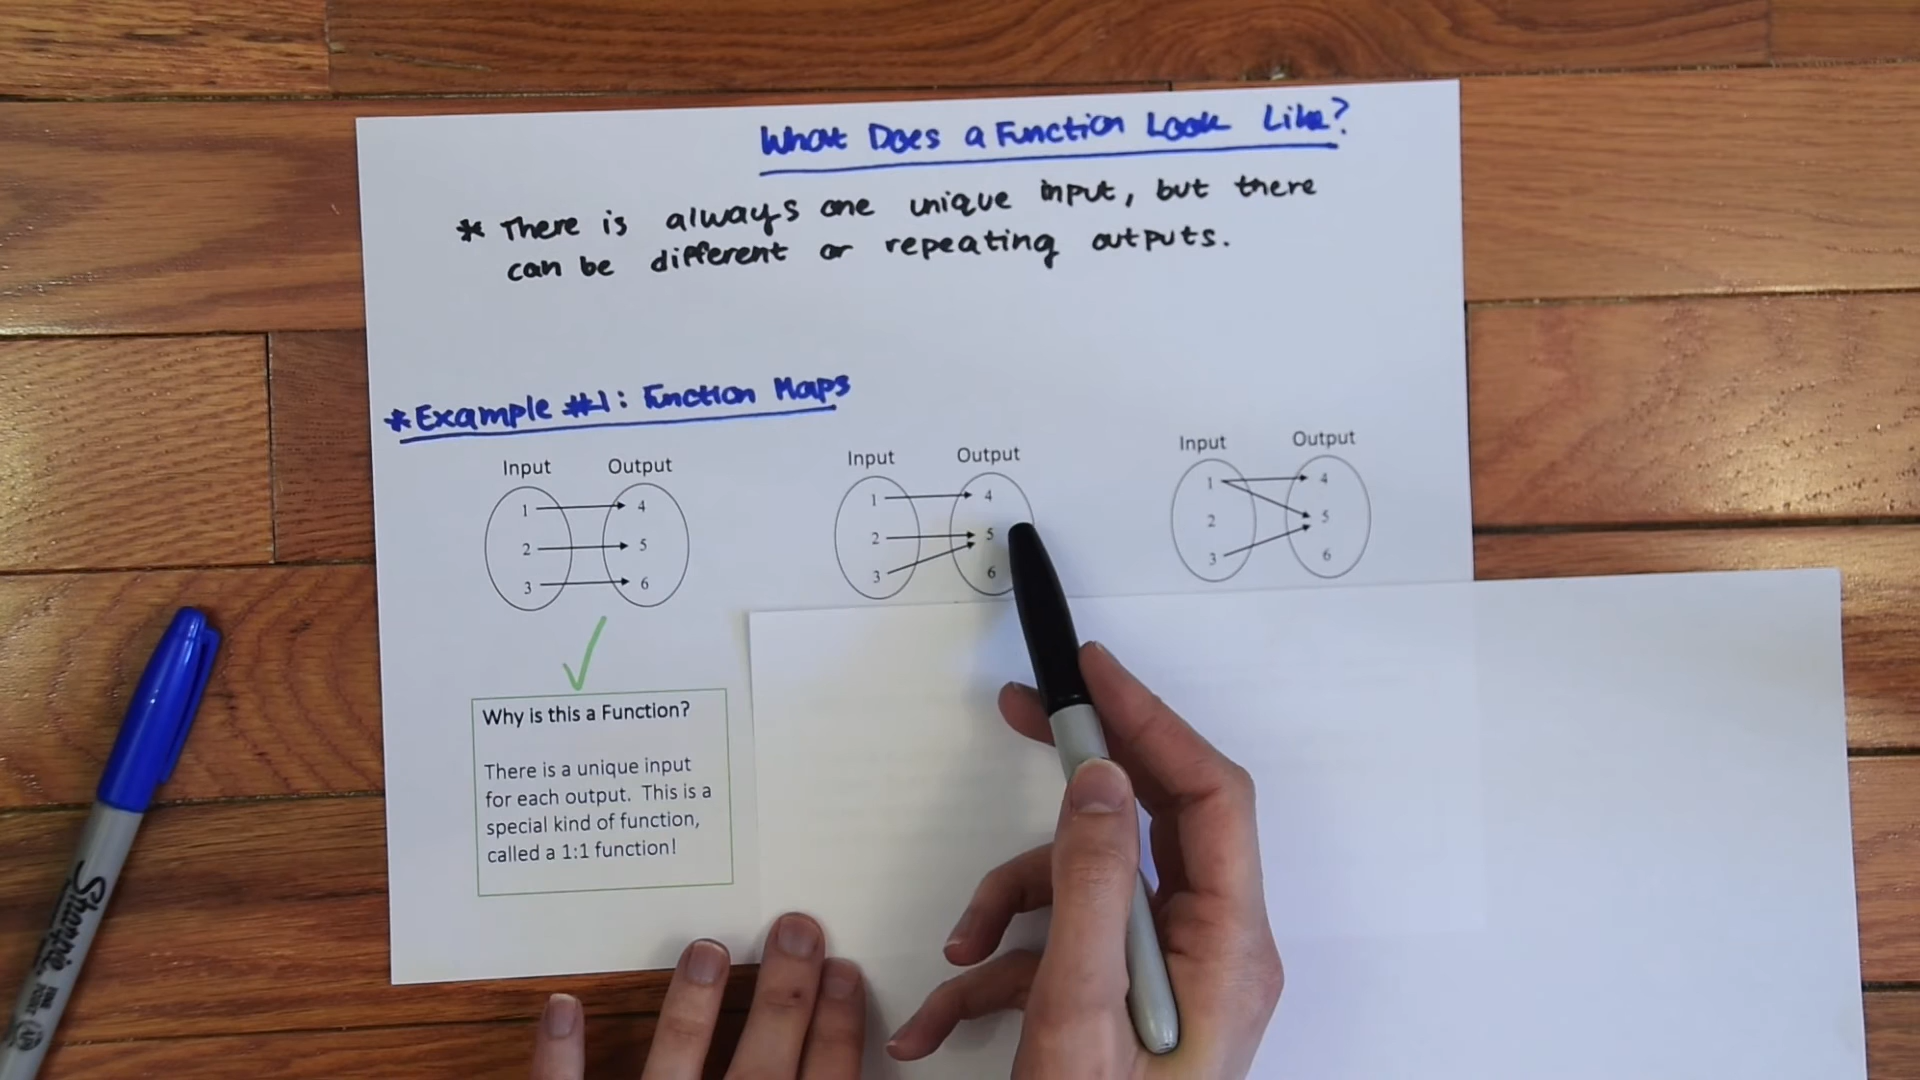 What Does a Function Look Like?
* There is always one unique input, but there
can be different or repeating outputs.
*Example #1: Function Maps
Input Output
1 4
2 5
3 6
Input Output
1 4
2 5
3 6
Input Output
1 4
2 5
3 6
Why is this a Function?
There is a unique input
for each output. This is a
special kind of function,
called a 1:1 function!
Sharpie